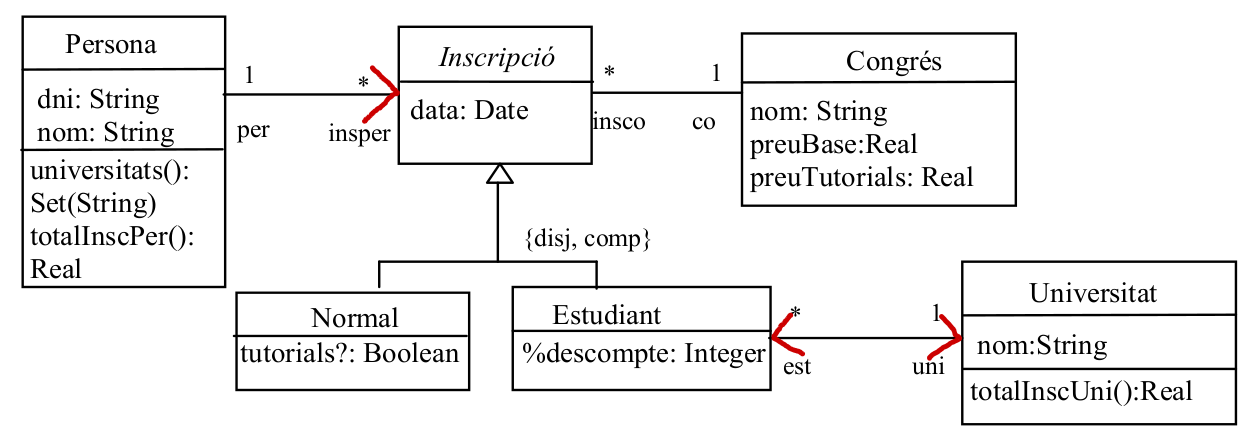 Persona
dni: String
nom: String
universitats():
Set(String)
totalInscPer():
Real
1
per
*
insper
Inscripció
data: Date
*
insco
1
co
Congrés
nom: String
preuBase:Real
preuTutorials: Real
{disj, comp}
Normal
tutorials?: Boolean
Estudiant
%descompte: Integer
*
est
1
uni
Universitat
nom:String
totalInscUni():Real